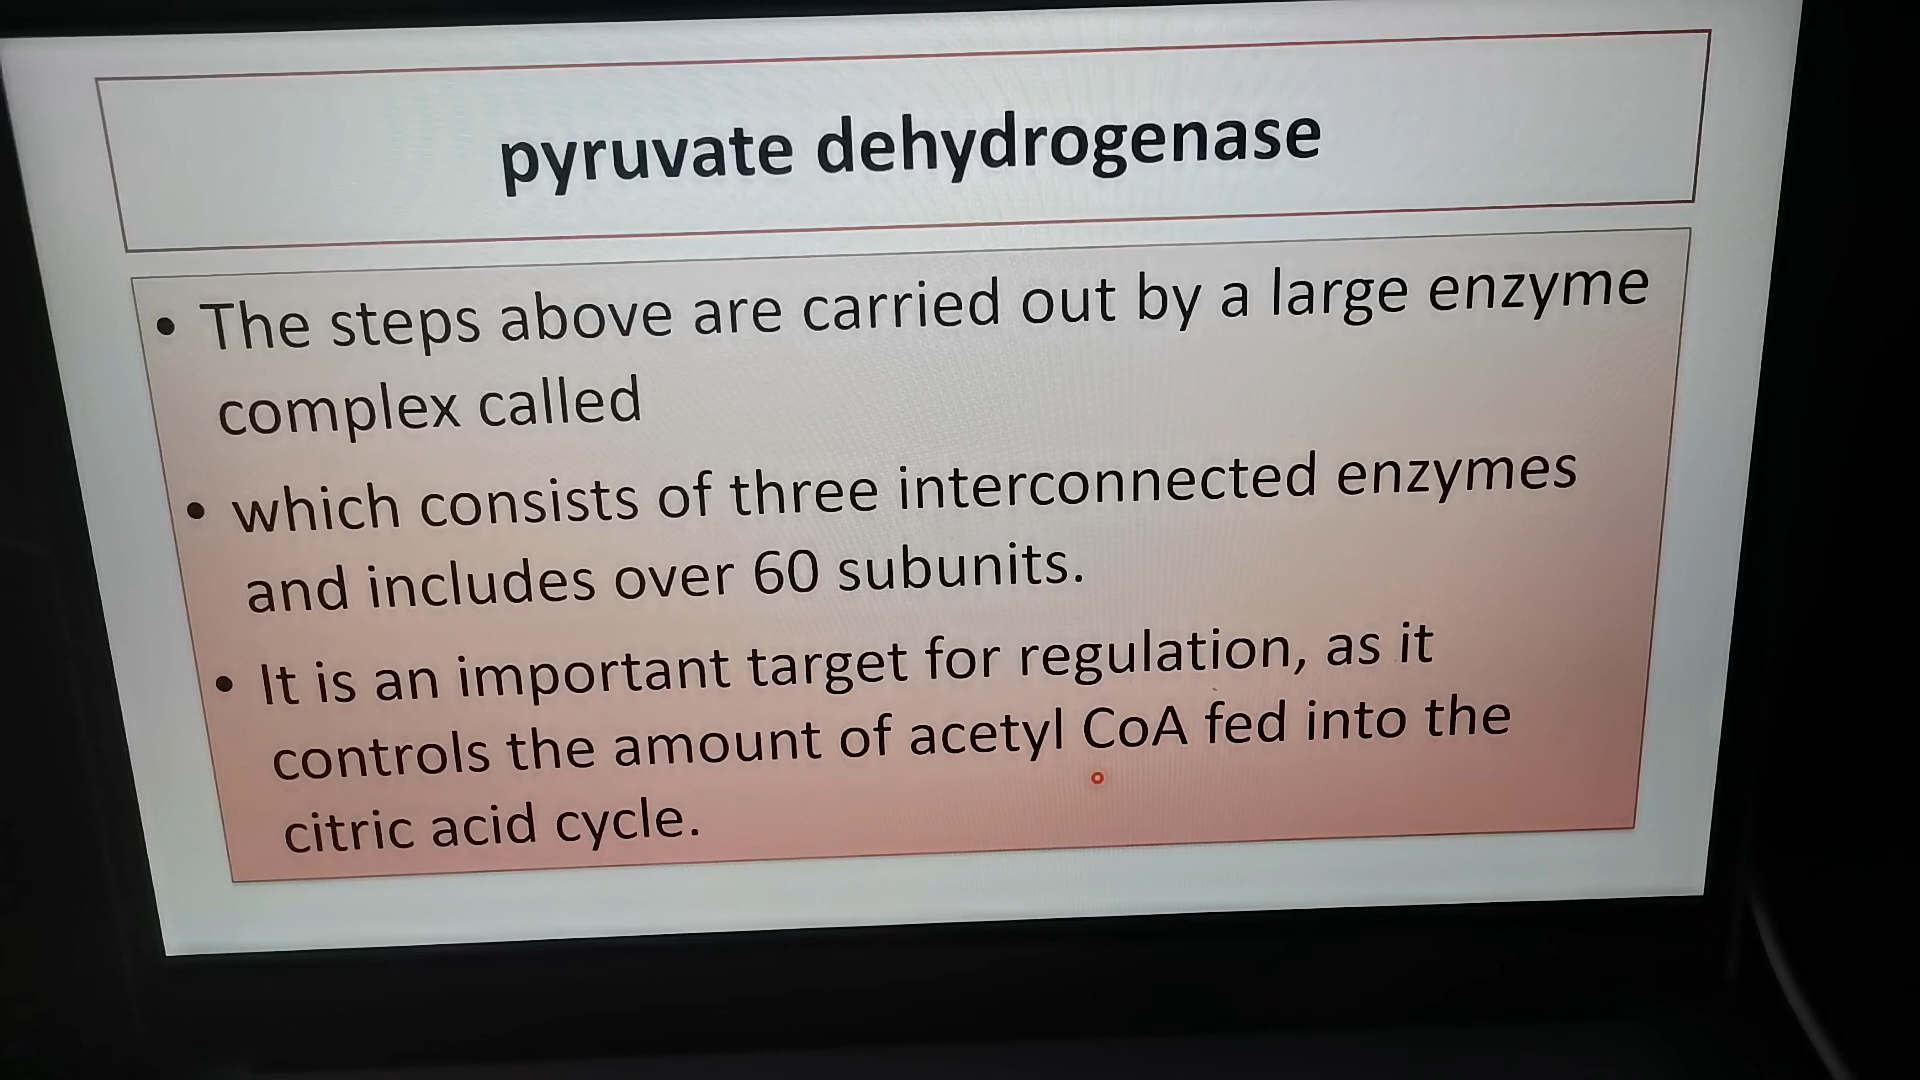 pyruvate dehydrogenase
• The steps above are carried out by a large enzyme
complex called
• which consists of three interconnected enzymes
and includes over 60 subunits.
• It is an important target for regulation, as it
controls the amount of acetyl CoA fed into the
citric acid cycle.